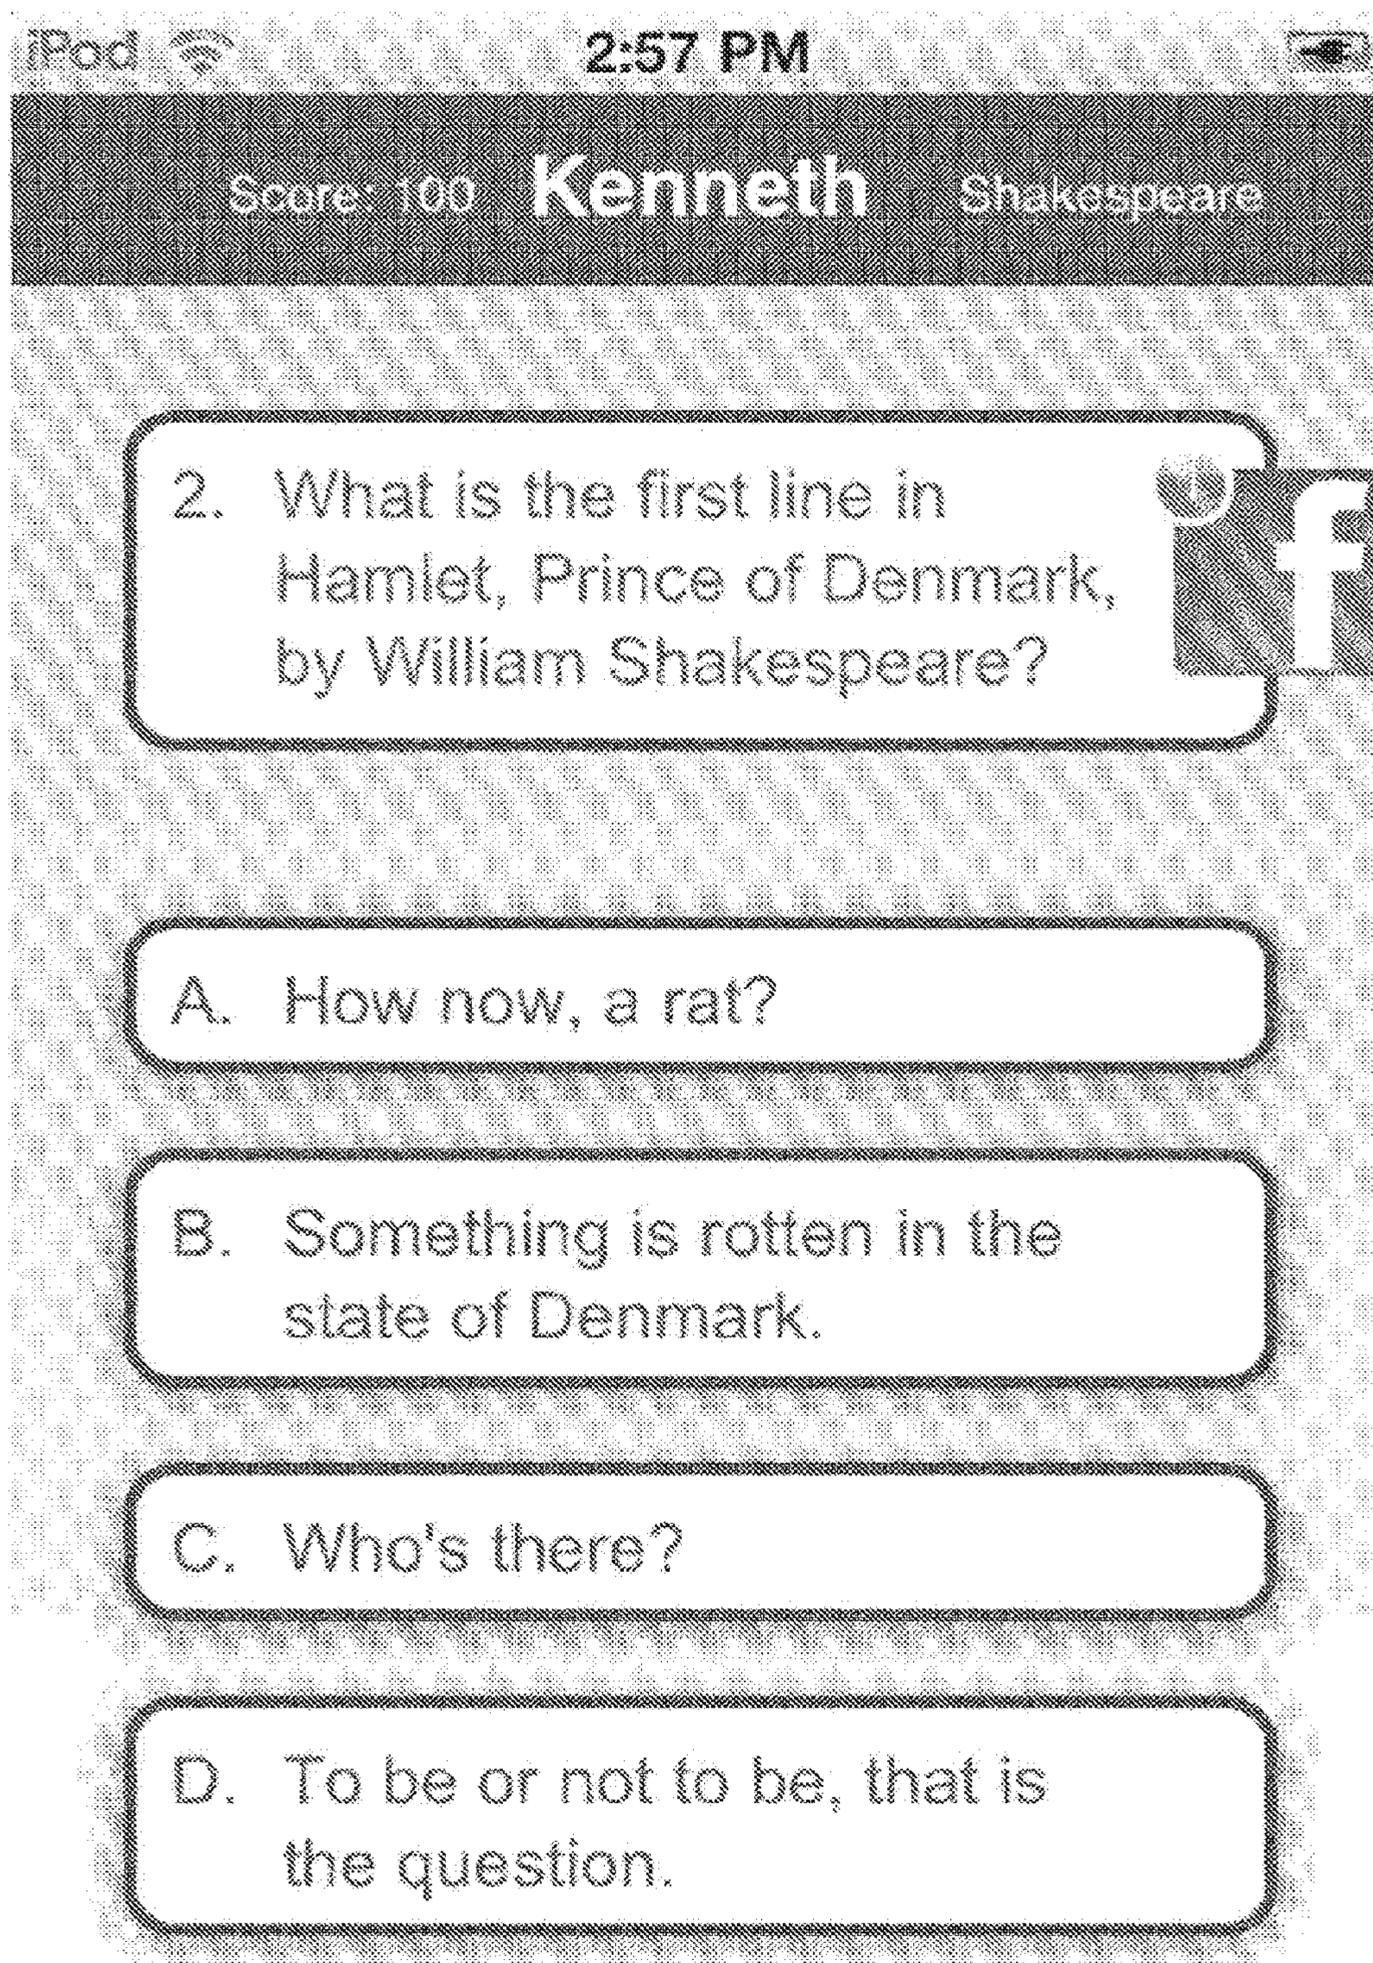 iPod 2:57 PM
Score: 100 Kenneth Shakespeare
2. What is the first line in
Hamlet, Prince of Denmark,
by William Shakespeare?
f
A. How now, a rat?
B. Something is rotten in the
state of Denmark.
C. Who's there?
D. To be or not to be, that is
the question.